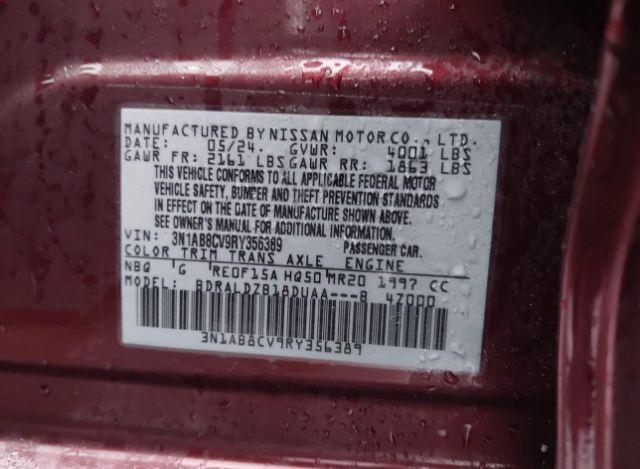 MANUFACTURED BY NISSAN MOTOR CO., LTD.
DATE: 05/24. GVWR: 4001 LBS
GAWR FR: 2161 LBS GAWR RR: 1863 LBS
THIS VEHICLE CONFORMS TO ALL APPLICABLE FEDERAL MOTOR
VEHICLE SAFETY, BUMPER AND THEFT PREVENTION STANDARDS
IN EFFECT ON THE DATE OF MANUFACTURE SHOWN ABOVE.
SEE OWNER'S MANUAL FOR ADDITIONAL INFORMATION.
VIN: 3N1AB8CV9RY356389 PASSENGER CAR.
COLOR TRIM TRANS AXLE ENGINE
NBQ G RE0F15A HQ50 MR20 1997 CC
MODEL: BDRALDZB18DUAA---B 4Z000
3N1AB8CV9RY356389